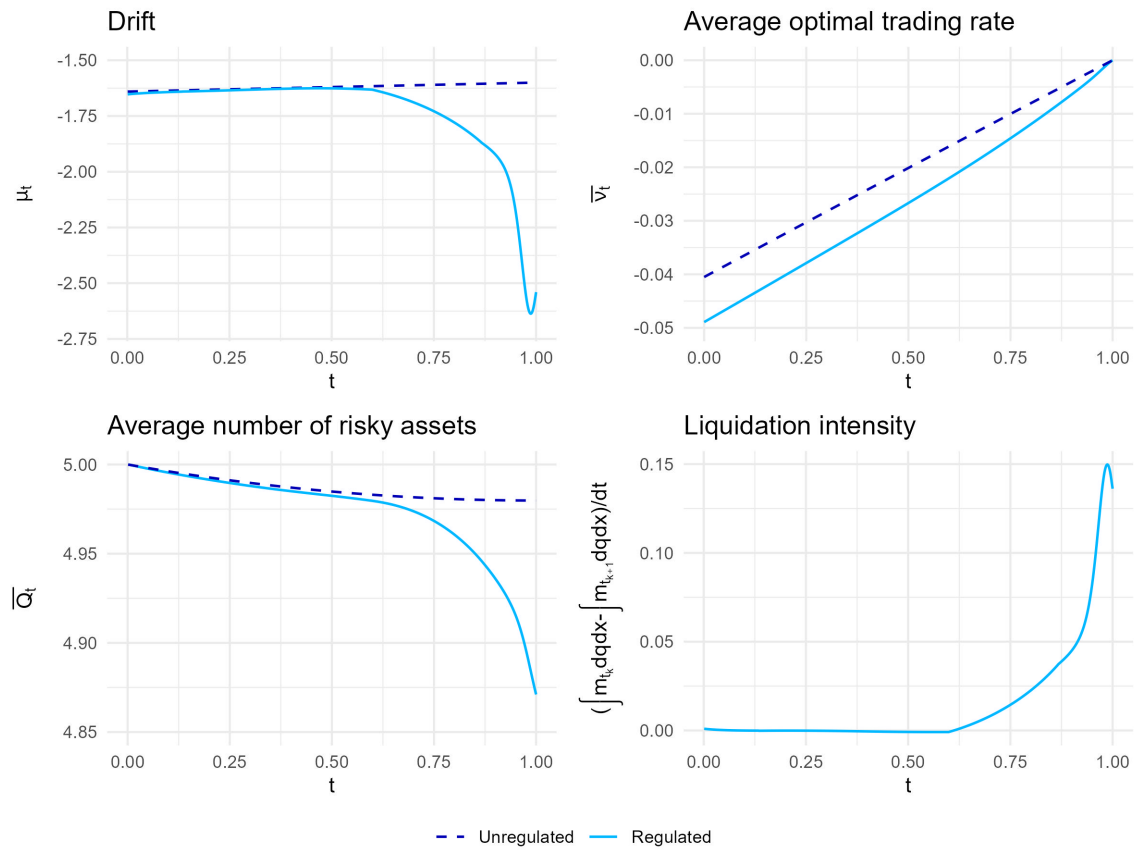 Drift
-1.50
-1.75
-2.00
-2.25
-2.50
-2.75
μt
0.00 0.25 0.50 0.75 1.00
t
Average optimal trading rate
0.00
-0.01
-0.02
-0.03
-0.04
-0.05
ν̅t
0.00 0.25 0.50 0.75 1.00
t
Average number of risky assets
5.00
4.95
4.90
4.85
Q̅t
0.00 0.25 0.50 0.75 1.00
t
Liquidation intensity
0.15
0.10
0.05
0.00
(∫mtkdqdx-∫mtk+1dqdx)/dt
0.00 0.25 0.50 0.75 1.00
t
Unregulated Regulated